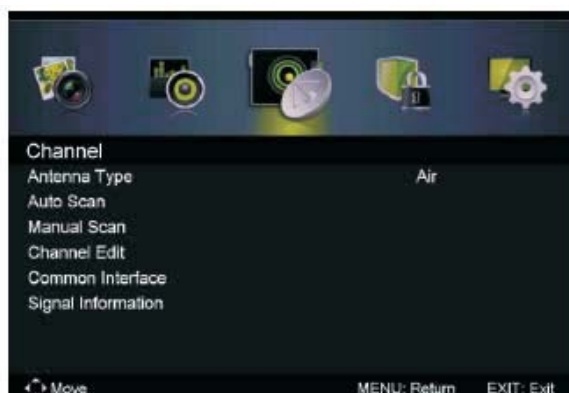 Channel
Antenna Type Air
Auto Scan
Manual Scan
Channel Edit
Common Interface
Signal Information
Move MENU: Return EXIT: Exit